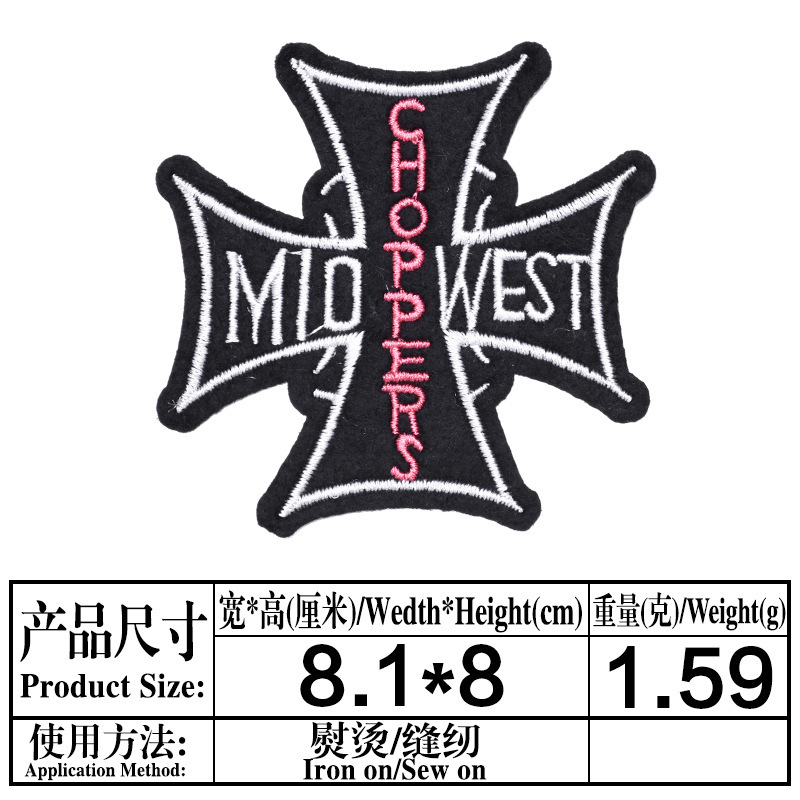 CHOPPERS
MID WEST
产品尺寸
Product Size:
宽*高(厘米)/Wedth*Height(cm)
重量(克)/Weight(g)
8.1*8
1.59
使用方法:
Application Method:
熨烫/缝纫
Iron on/Sew on